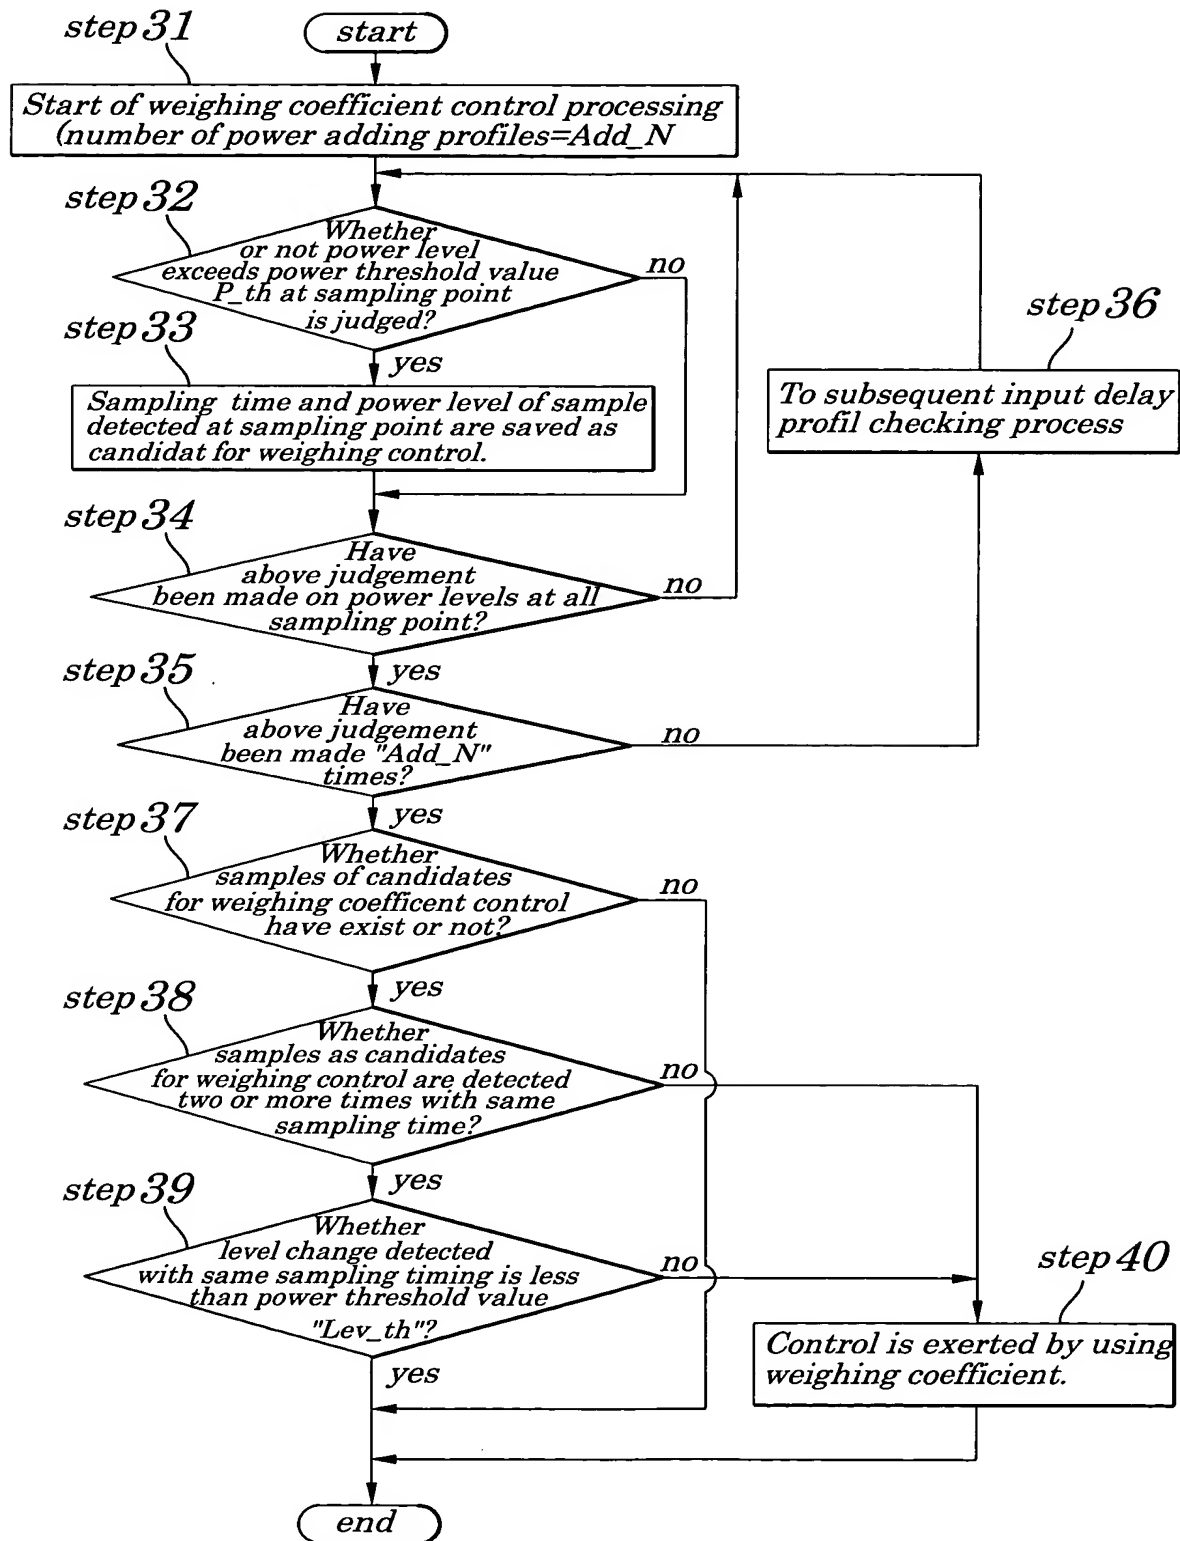 step 31
start
Start of weighing coefficient control processing
(number of power adding profiles=Add_N
step 32
Whether
or not power level
exceeds power threshold value
P_th at sampling point
is judged?
no
yes
step 33
Sampling time and power level of sample
detected at sampling point are saved as
candidat for weighing control.
step 36
To subsequent input delay
profil checking process
step 34
Have
above judgement
been made on power levels at all
sampling point?
no
yes
step 35
Have
above judgement
been made "Add_N"
times?
no
yes
step 37
Whether
samples of candidates
for weighing coefficent control
have exist or not?
no
yes
step 38
Whether
samples as candidates
for weighing control are detected
two or more times with same
sampling time?
no
yes
step 39
Whether
level change detected
with same sampling timing is less
than power threshold value
"Lev_th"?
no
yes
step 40
Control is exerted by using
weighing coefficient.
end